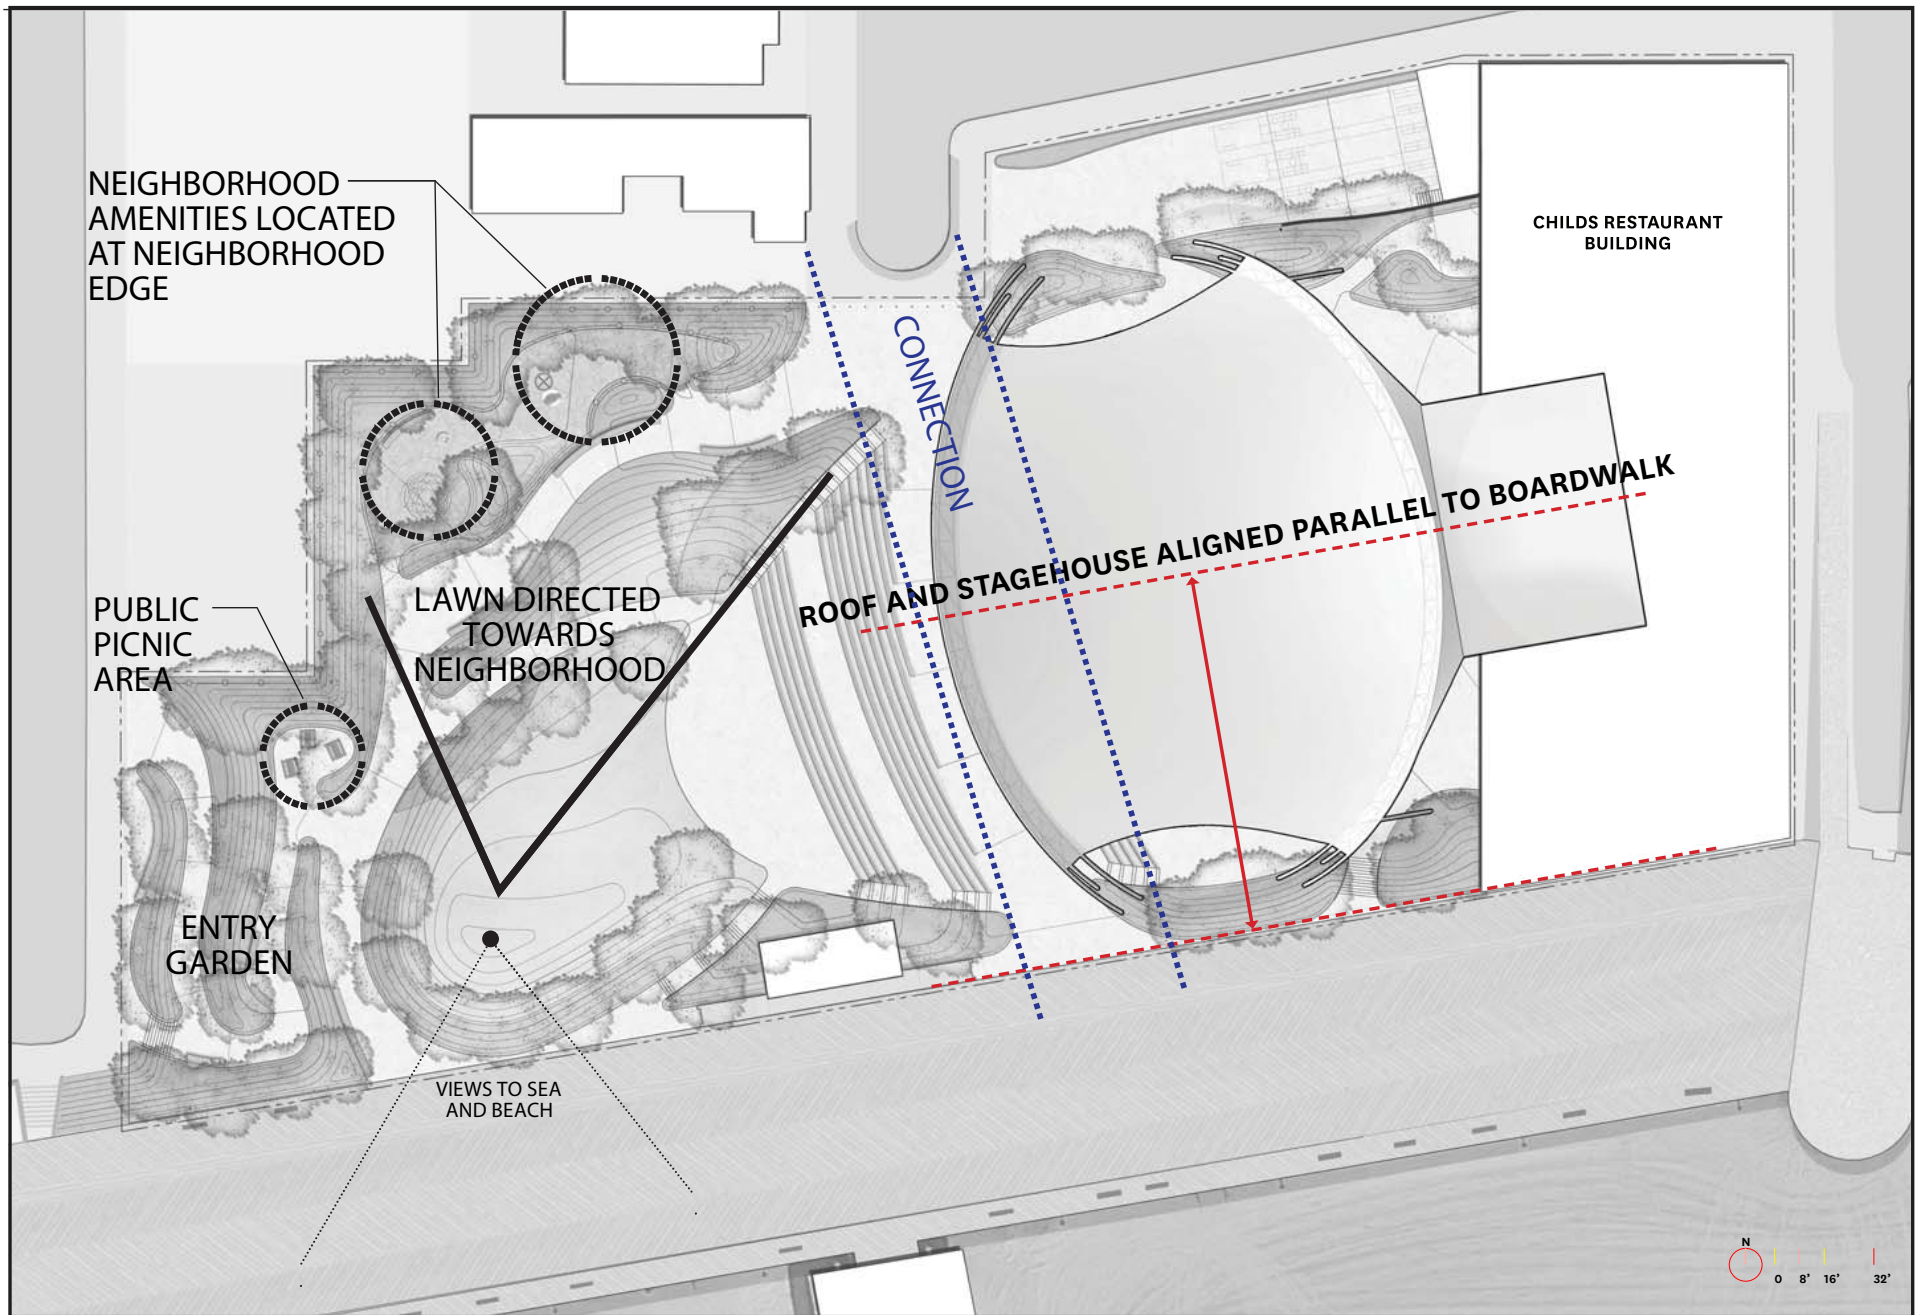 NEIGHBORHOOD
AMENITIES LOCATED
AT NEIGHBORHOOD
EDGE
CHILDS RESTAURANT
BUILDING
CONNECTION
ROOF AND STAGEHOUSE ALIGNED PARALLEL TO BOARDWALK
PUBLIC
PICNIC
AREA
LAWN DIRECTED
TOWARDS
NEIGHBORHOOD
ENTRY
GARDEN
VIEWS TO SEA
AND BEACH
N
0 8' 16' 32'